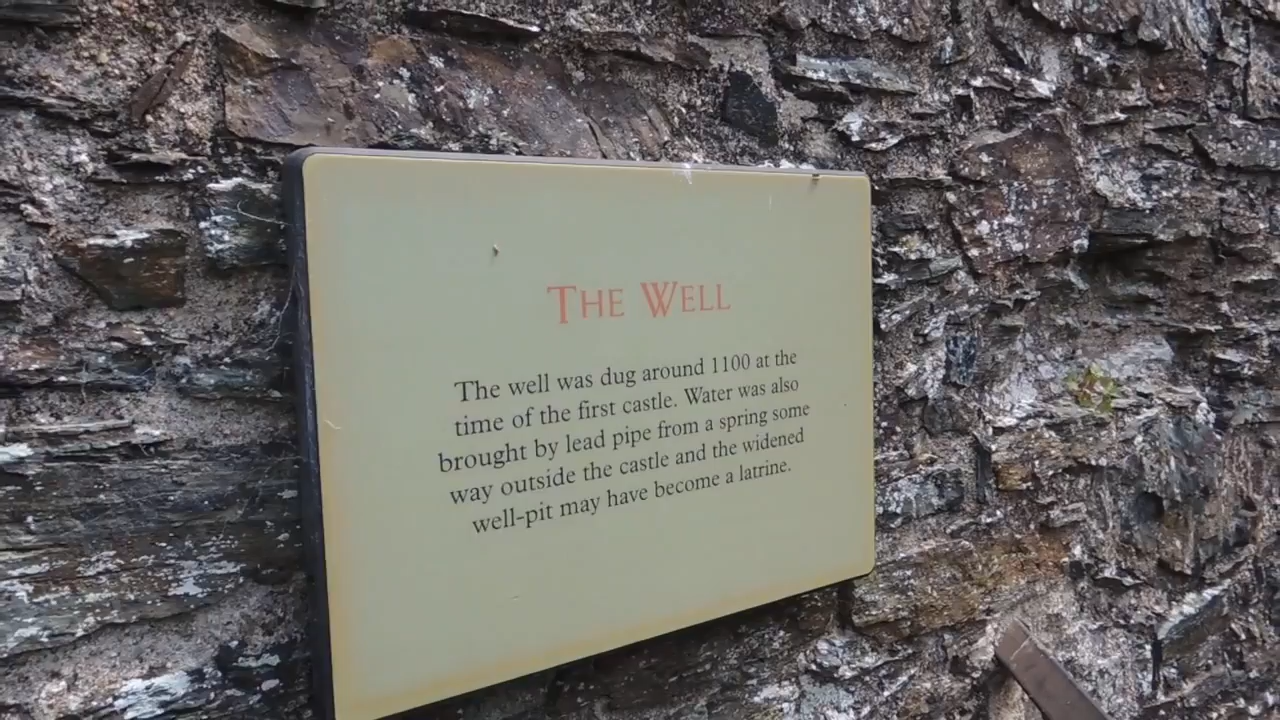 THE WELL
The well was dug around 1100 at the
time of the first castle. Water was also
brought by lead pipe from a spring some
way outside the castle and the widened
well-pit may have become a latrine.